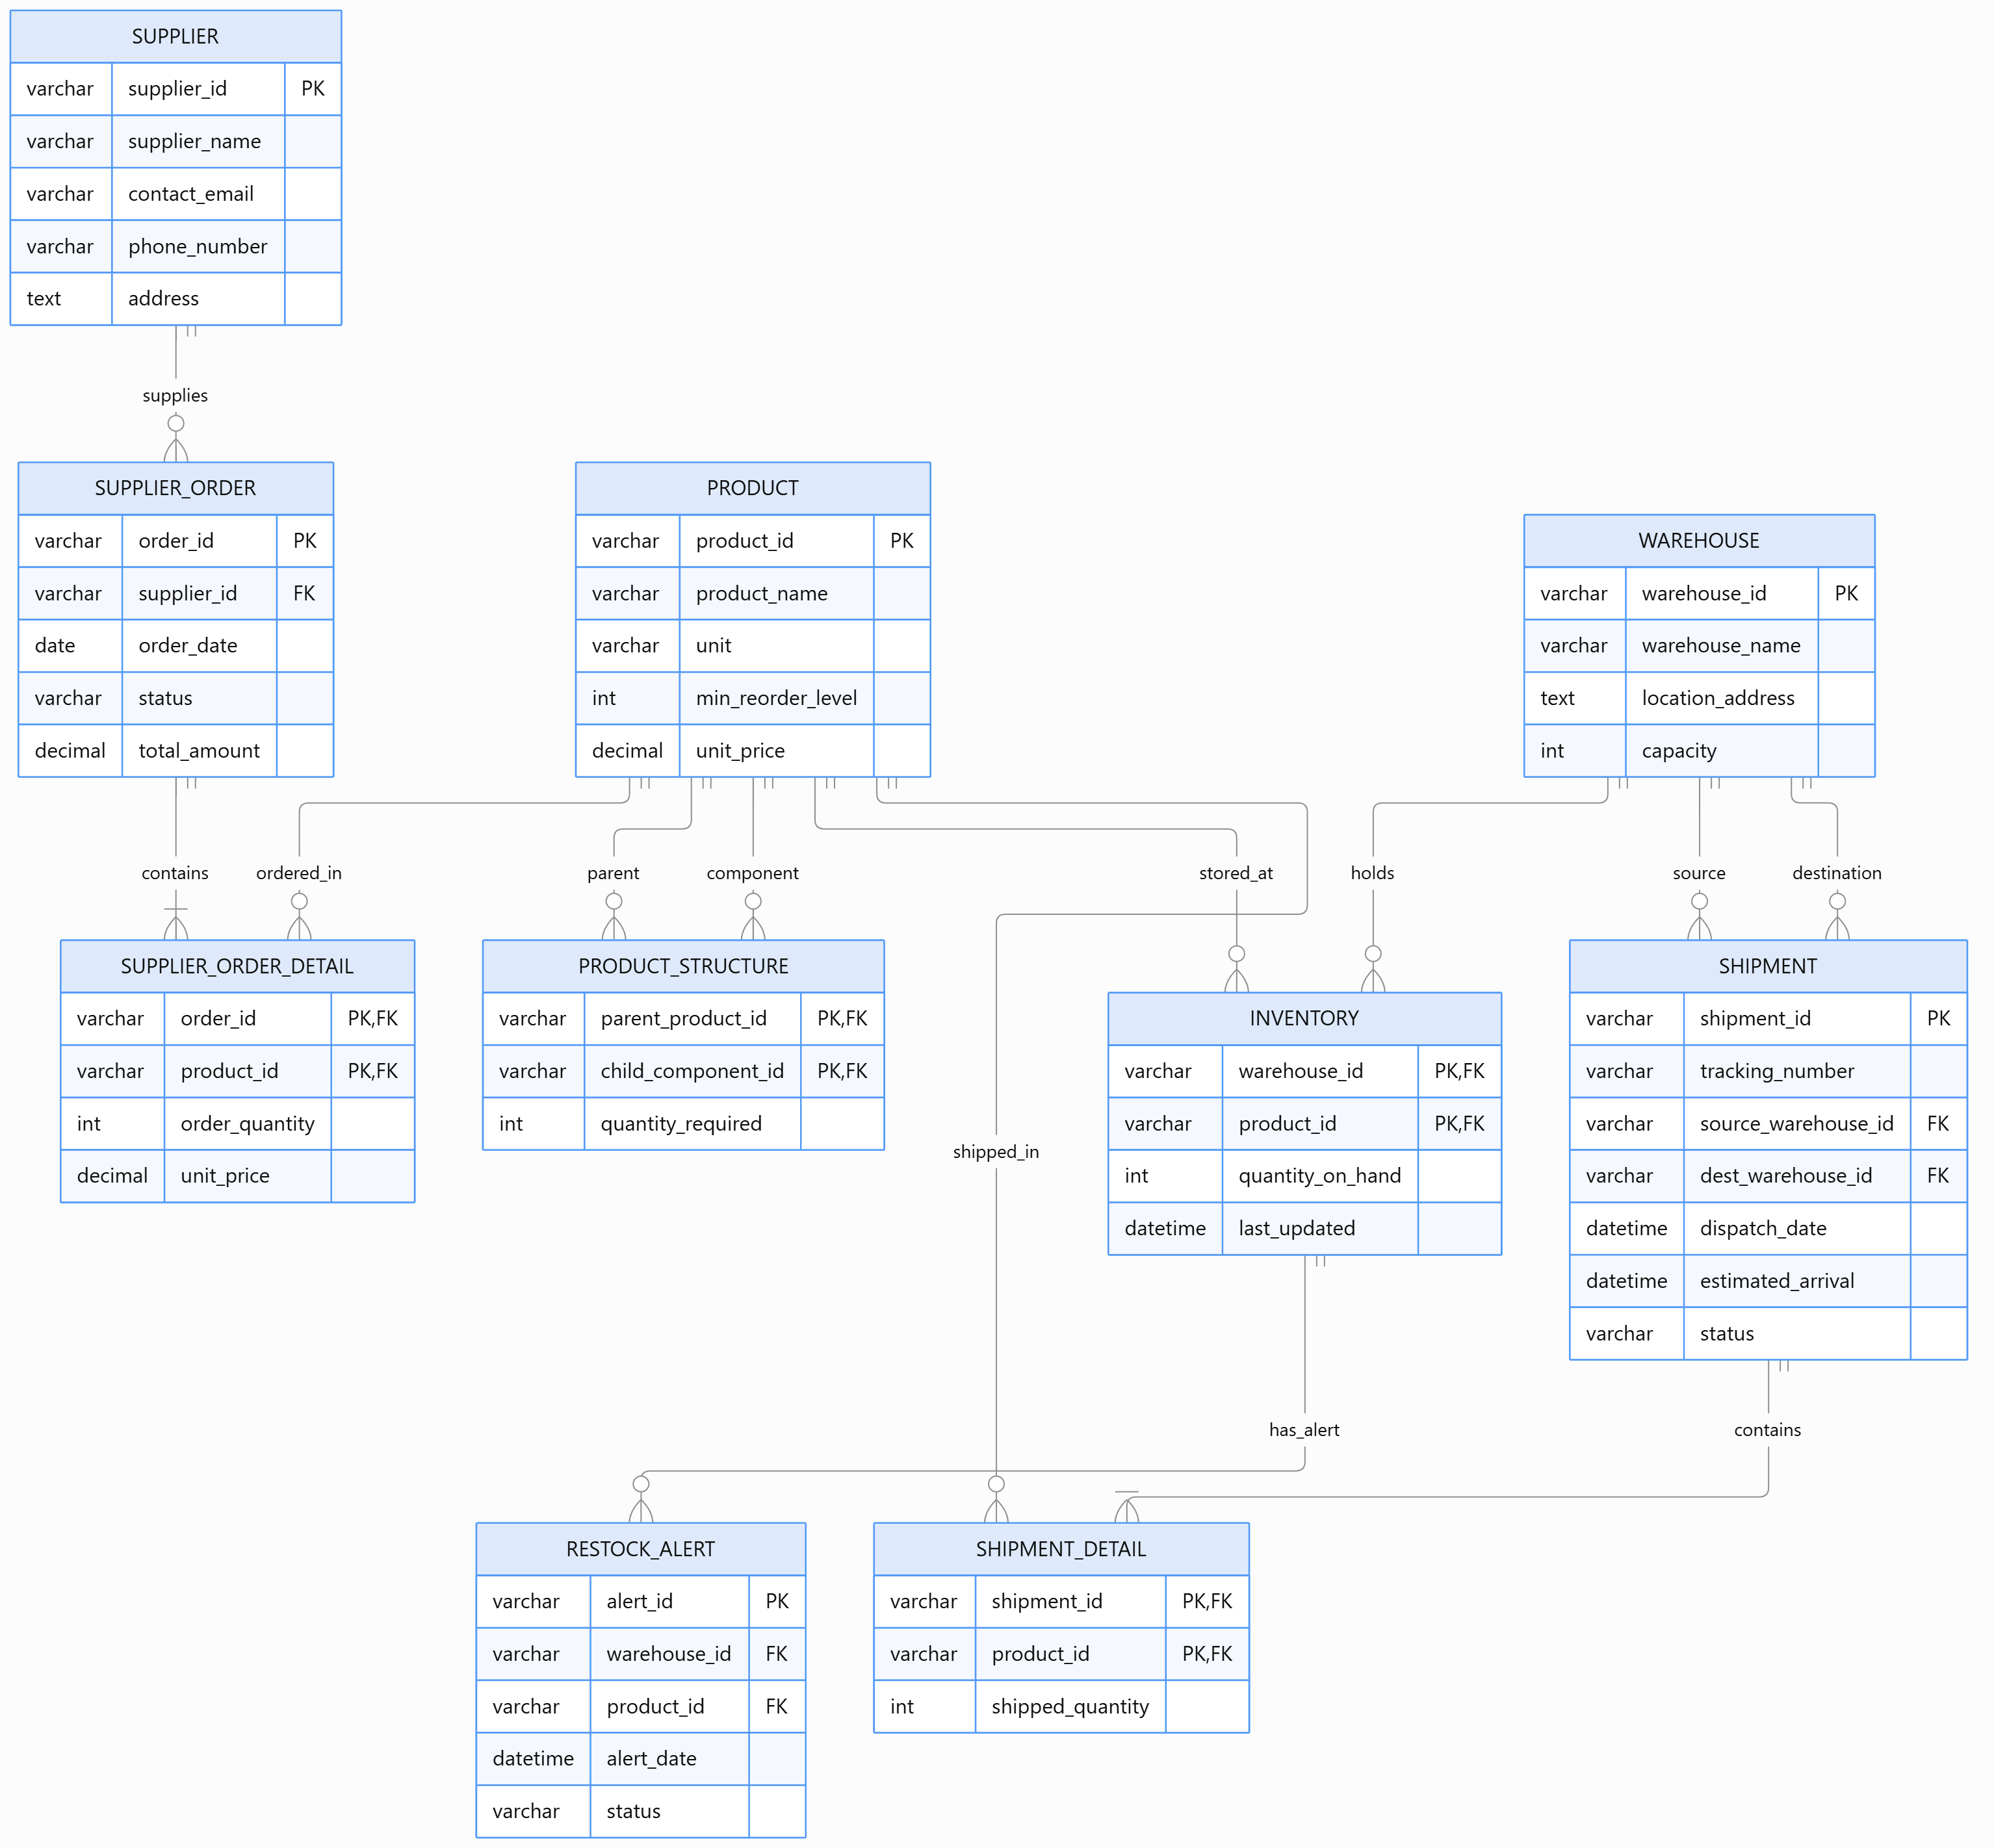 SUPPLIER
varchar supplier_id PK
varchar supplier_name
varchar contact_email
varchar phone_number
text address
supplies
SUPPLIER_ORDER
varchar order_id PK
varchar supplier_id FK
date order_date
varchar status
decimal total_amount
PRODUCT
varchar product_id PK
varchar product_name
varchar unit
int min_reorder_level
decimal unit_price
WAREHOUSE
varchar warehouse_id PK
varchar warehouse_name
text location_address
int capacity
contains
ordered_in
parent
component
stored_at
holds
source
destination
SUPPLIER_ORDER_DETAIL
varchar order_id PK,FK
varchar product_id PK,FK
int order_quantity
decimal unit_price
PRODUCT_STRUCTURE
varchar parent_product_id PK,FK
varchar child_component_id PK,FK
int quantity_required
shipped_in
INVENTORY
varchar warehouse_id PK,FK
varchar product_id PK,FK
int quantity_on_hand
datetime last_updated
SHIPMENT
varchar shipment_id PK
varchar tracking_number
varchar source_warehouse_id FK
varchar dest_warehouse_id FK
datetime dispatch_date
datetime estimated_arrival
varchar status
has_alert
contains
RESTOCK_ALERT
varchar alert_id PK
varchar warehouse_id FK
varchar product_id FK
datetime alert_date
varchar status
SHIPMENT_DETAIL
varchar shipment_id PK,FK
varchar product_id PK,FK
int shipped_quantity